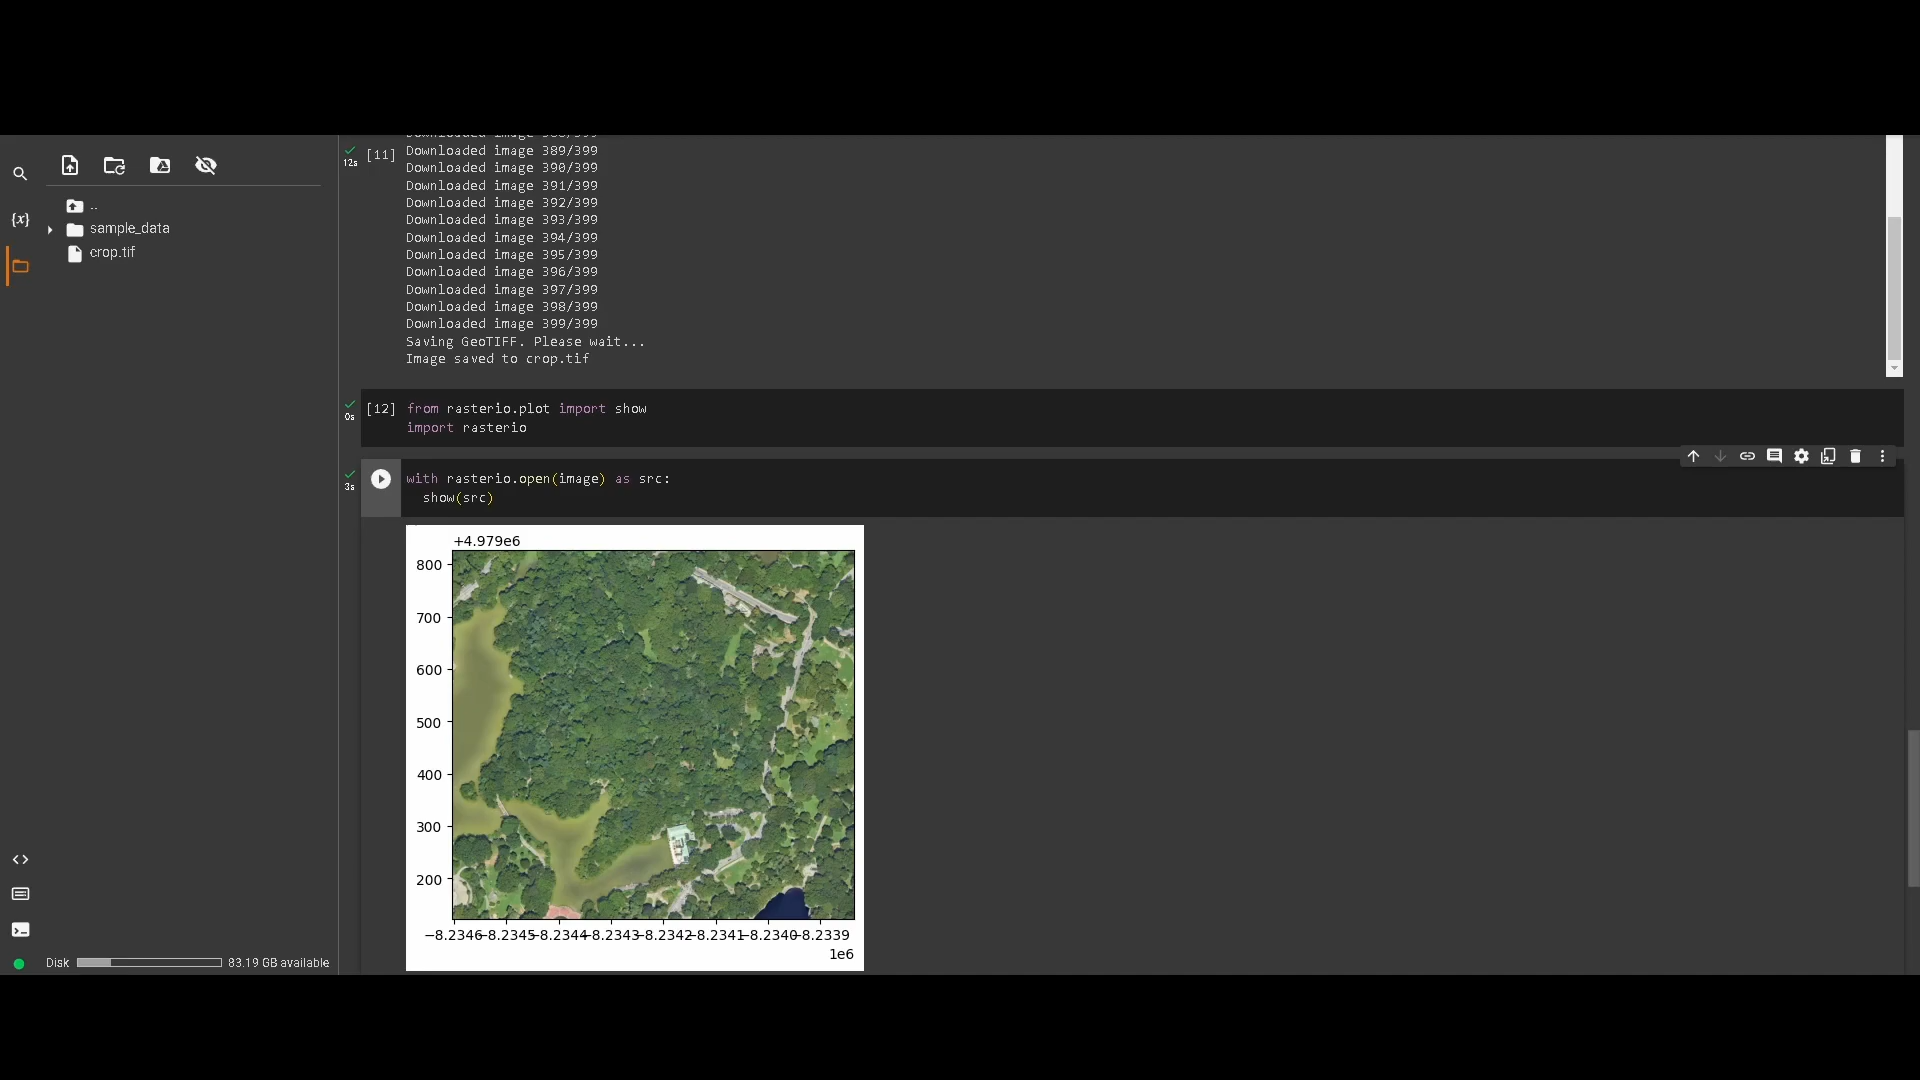 Downloaded image 389/399
[11]
12s
Downloaded image 390/399
Downloaded image 391/399
Downloaded image 392/399
Downloaded image 393/399
Downloaded image 394/399
Downloaded image 395/399
Downloaded image 396/399
Downloaded image 397/399
Downloaded image 398/399
Downloaded image 399/399
Saving GeoTIFF. Please wait...
Image saved to crop.tif
{x}
..
sample_data
crop.tif
[12] from rasterio.plot import show
0s
import rasterio
with rasterio.open(image) as src:
3s
show(src)
+4.979e6
800
700
600
500
400
300
200
−8.2346−8.2345−8.2344−8.2343−8.2342−8.2341−8.2340−8.2339
1e6
<>
Disk 83.19 GB available